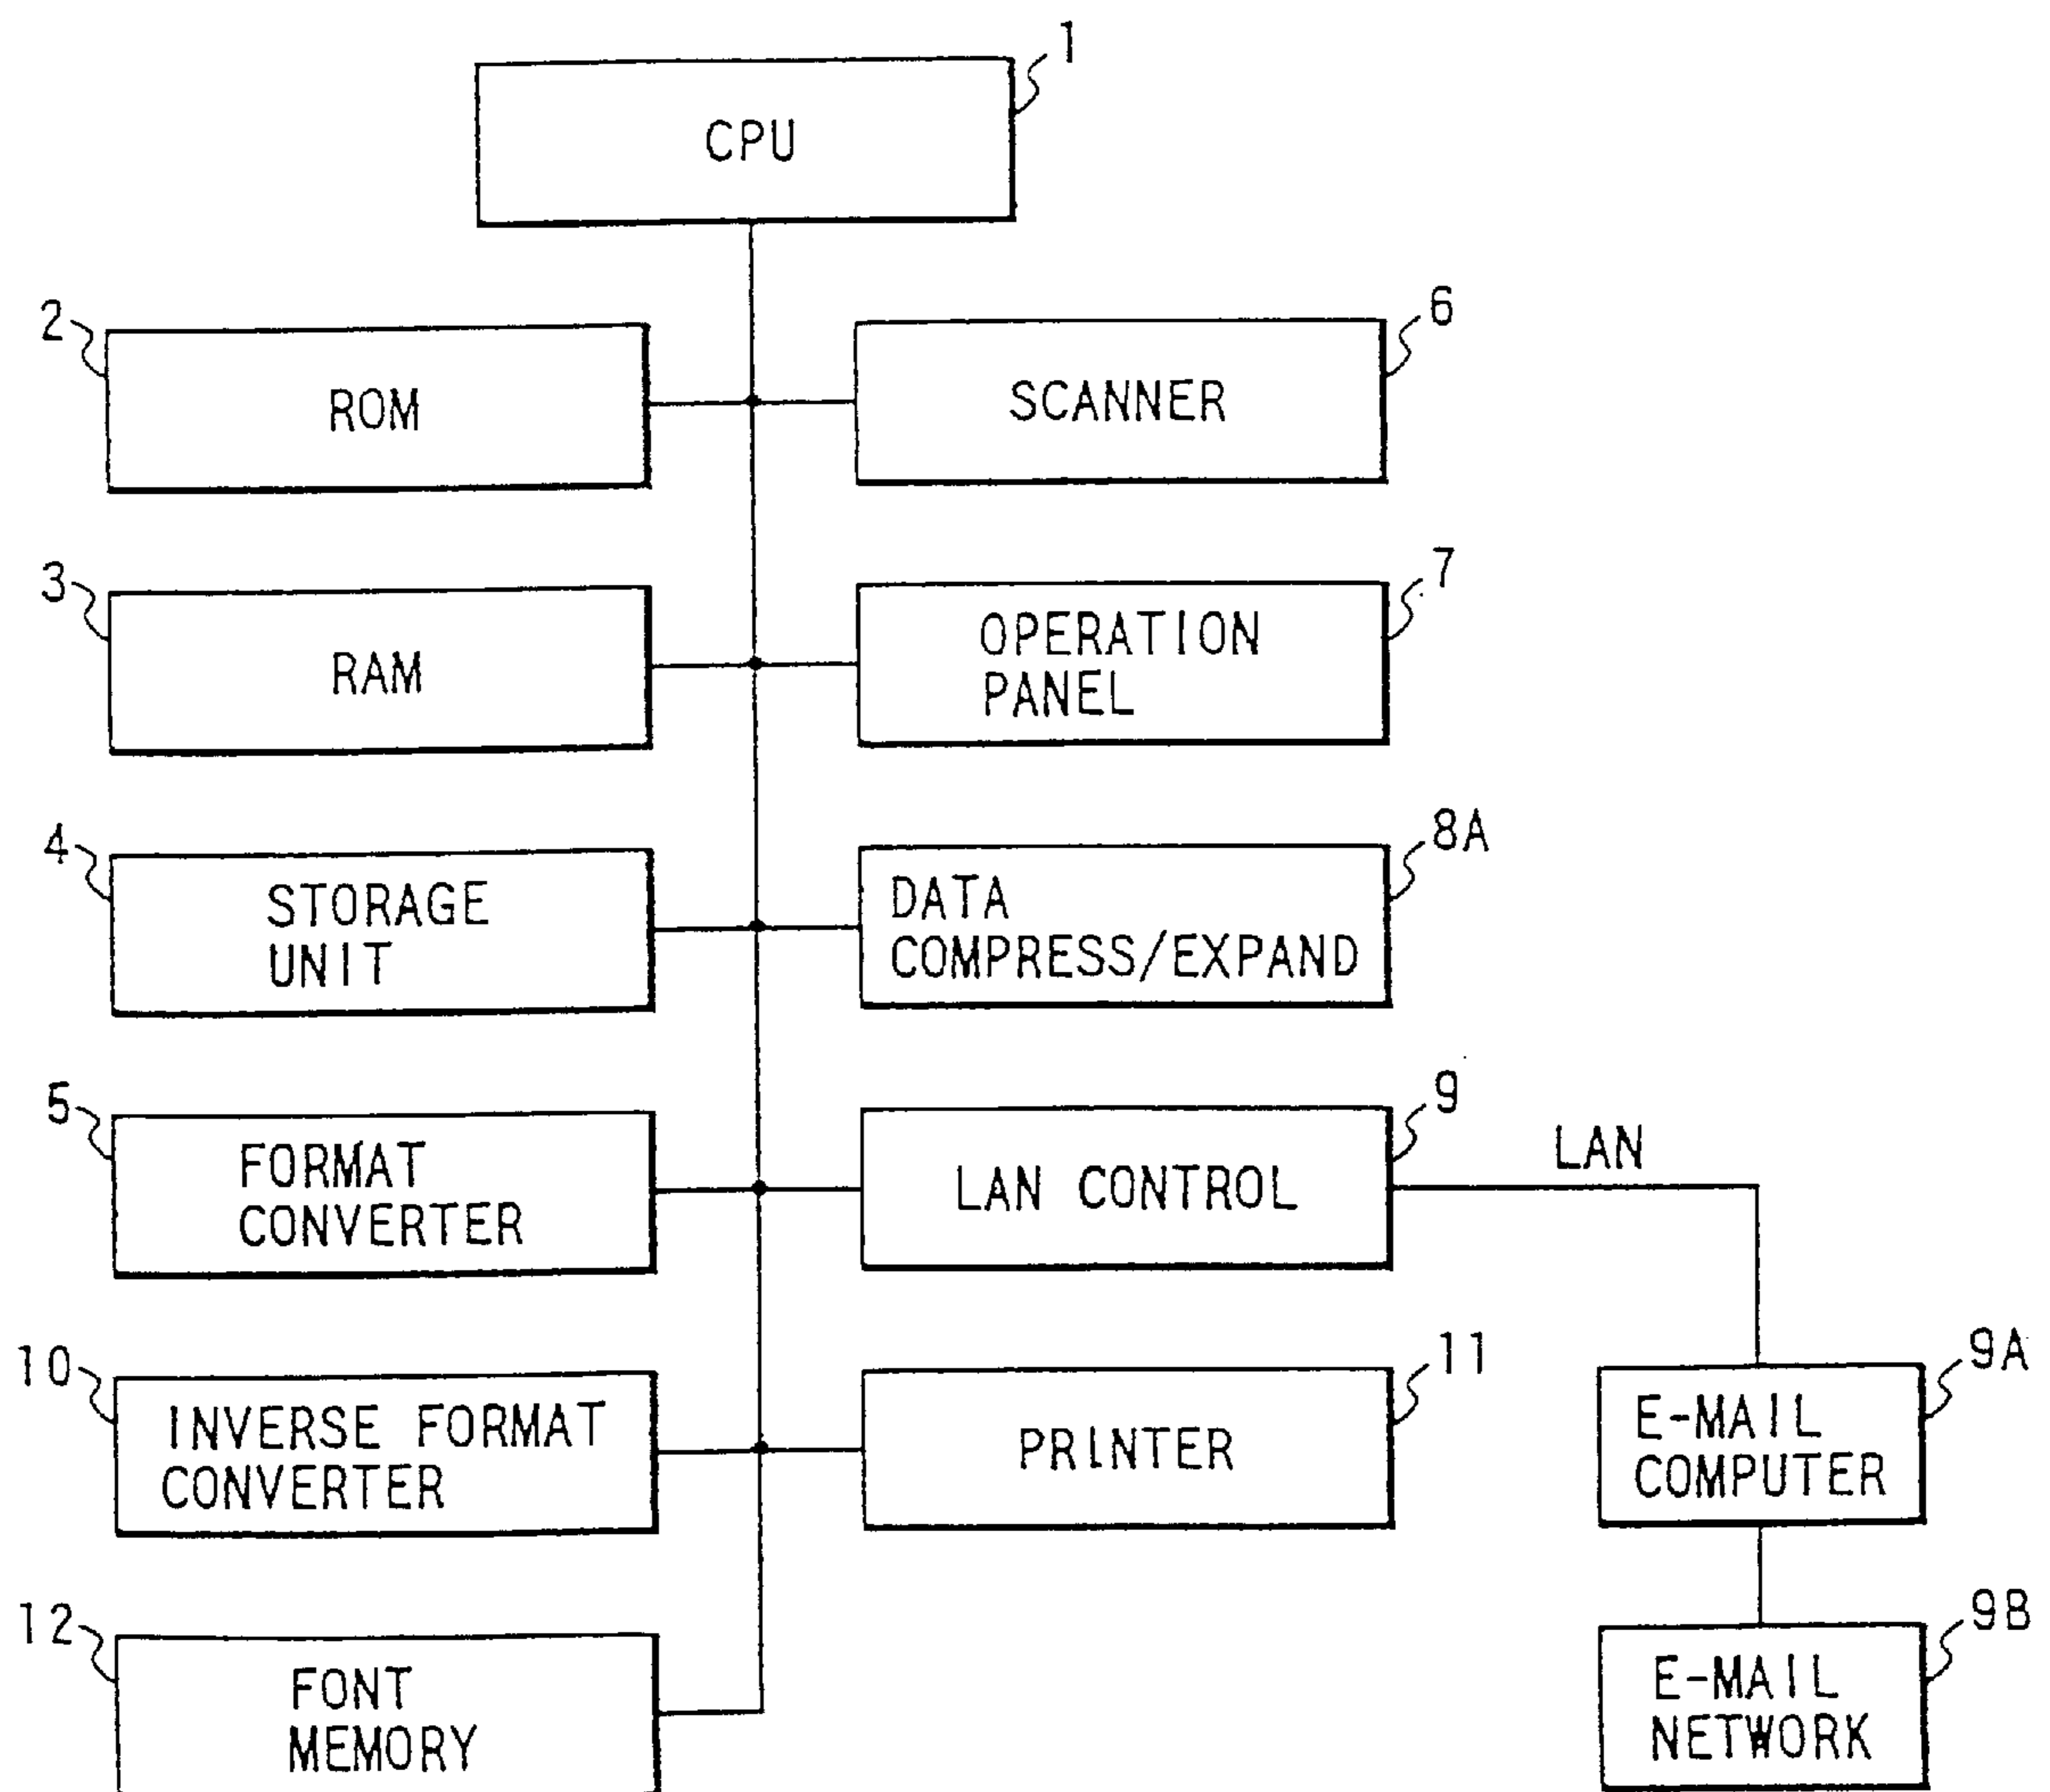 1
CPU
2
ROM
6
SCANNER
3
RAM
7
OPERATION
PANEL
4
STORAGE
UNIT
8A
DATA
COMPRESS/EXPAND
5
FORMAT
CONVERTER
9
LAN CONTROL
LAN
10
INVERSE FORMAT
CONVERTER
11
PRINTER
9A
E-MAIL
COMPUTER
12
FONT
MEMORY
9B
E-MAIL
NETWORK